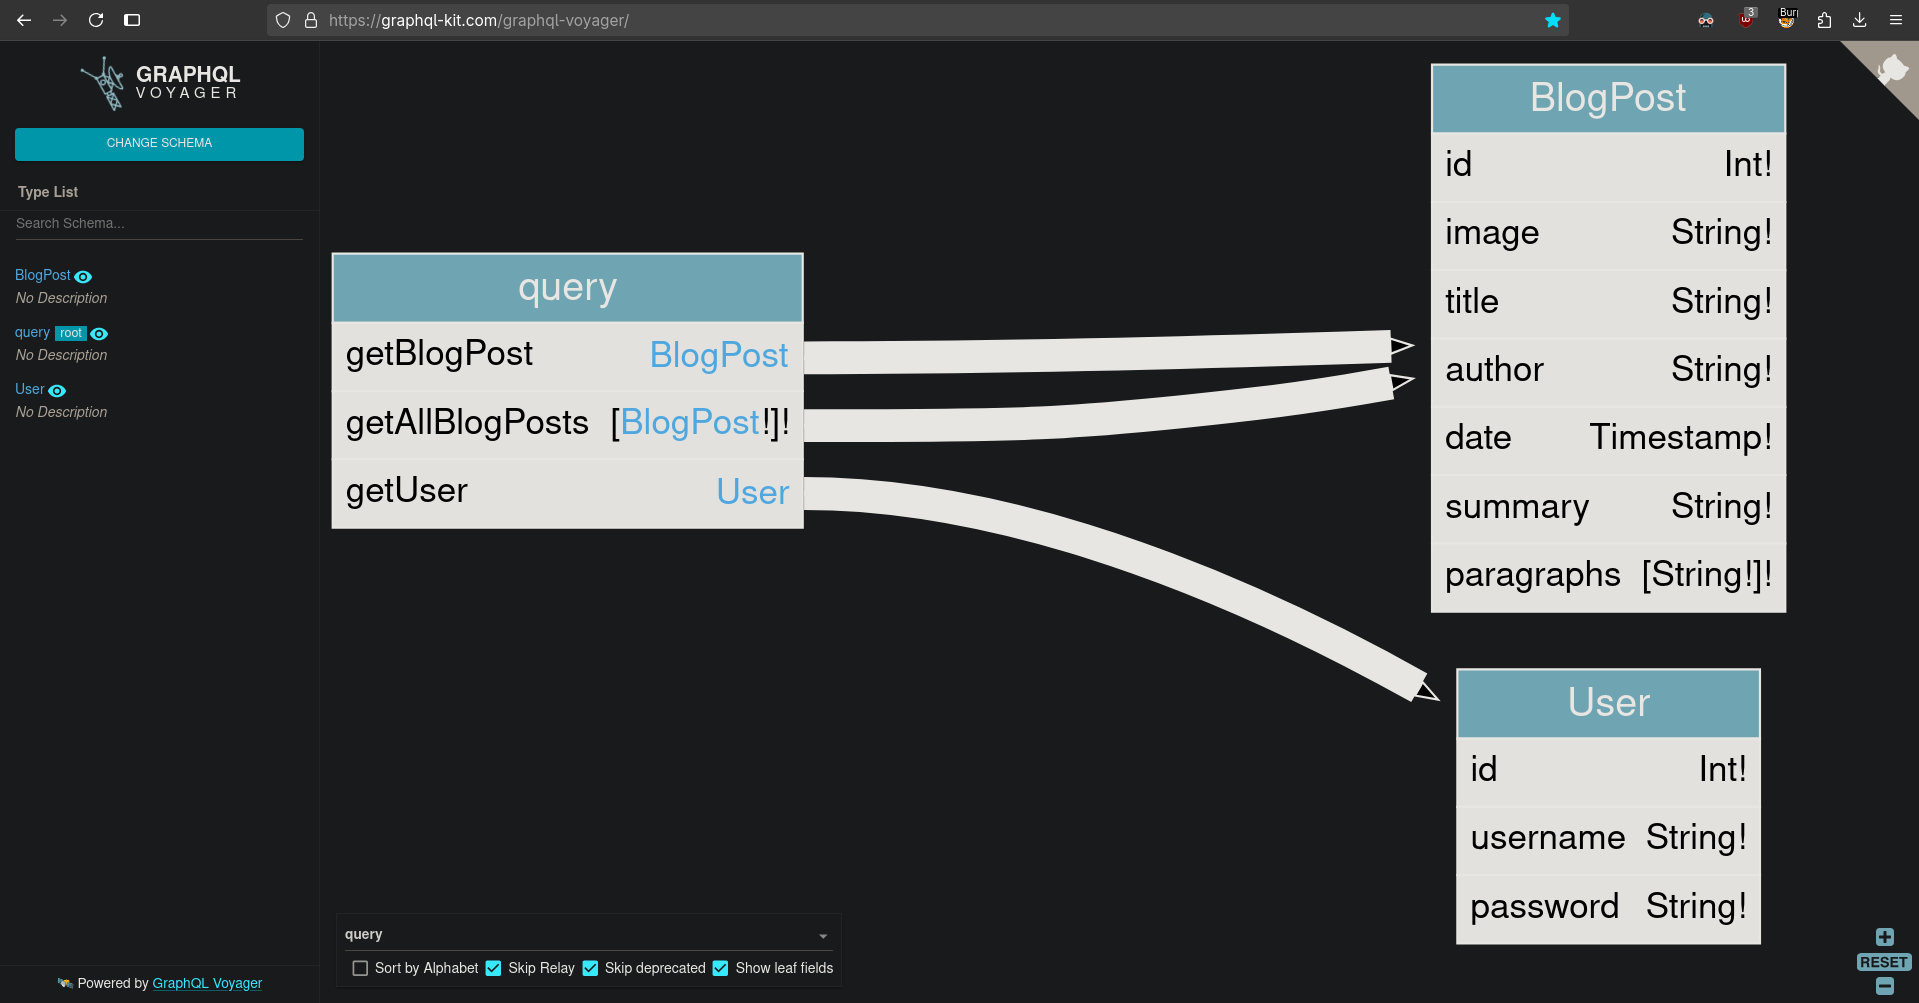 https://graphql-kit.com/graphql-voyager/
3
Bur
GRAPHQL
VOYAGER
CHANGE SCHEMA
Type List
Search Schema...
BlogPost
No Description
query root
No Description
User
No Description
Powered by GraphQL Voyager
query
getBlogPost BlogPost
getAllBlogPosts [BlogPost!]!
getUser User
BlogPost
id Int!
image String!
title String!
author String!
date Timestamp!
summary String!
paragraphs [String!]!
User
id Int!
username String!
password String!
query
Sort by Alphabet Skip Relay Skip deprecated Show leaf fields
RESET